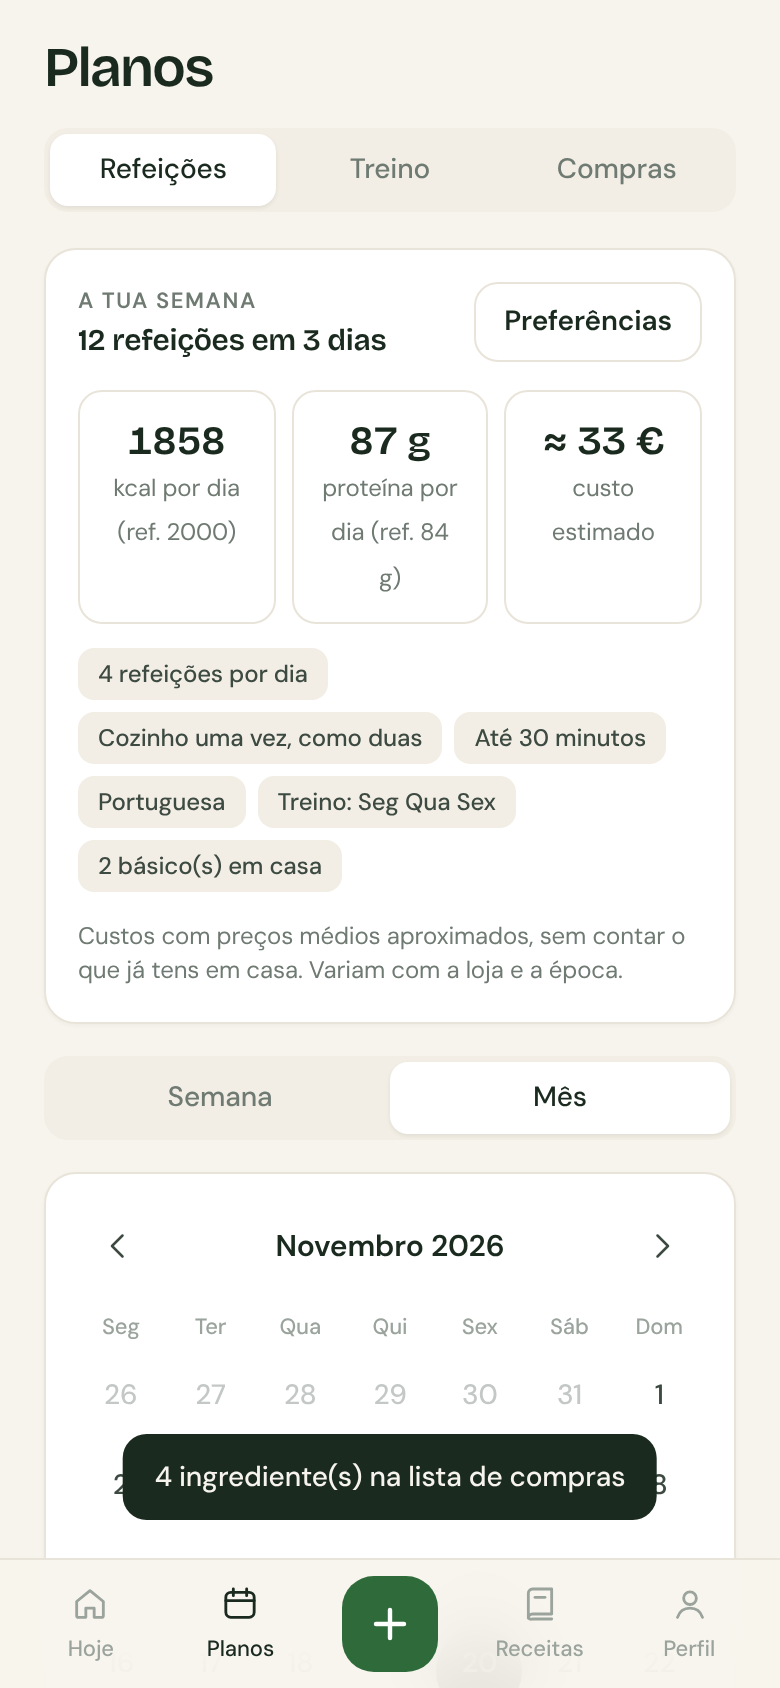 Planos
Refeições Treino Compras
A TUA SEMANA
12 refeições em 3 dias
Preferências
1858
kcal por dia
(ref. 2000)
87 g
proteína por
dia (ref. 84
g)
≈ 33 €
custo
estimado
4 refeições por dia
Cozinho uma vez, como duas Até 30 minutos
Portuguesa Treino: Seg Qua Sex
2 básico(s) em casa
Custos com preços médios aproximados, sem contar o
que já tens em casa. Variam com a loja e a época.
Semana Mês
Novembro 2026
Seg Ter Qua Qui Sex Sáb Dom
26 27 28 29 30 31 1
4 ingrediente(s) na lista de compras
Hoje Planos Receitas Perfil